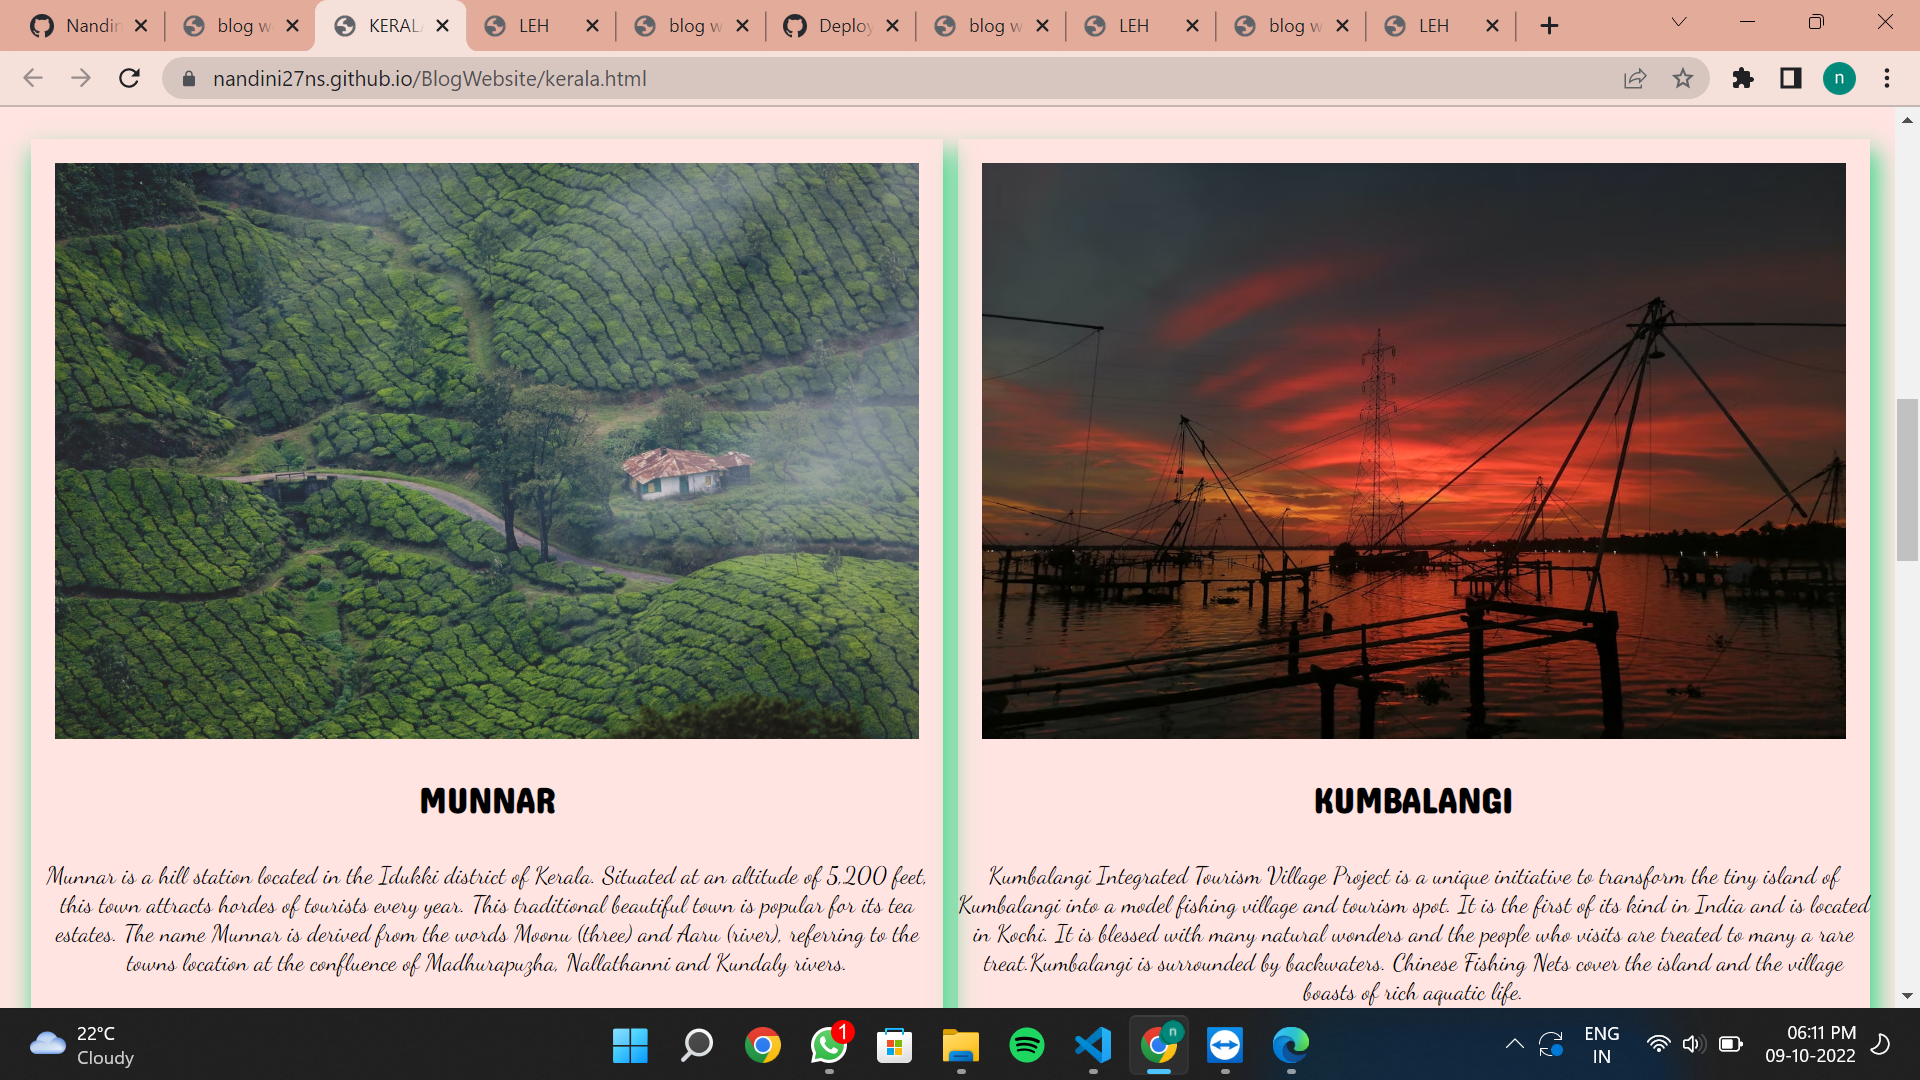 Nandin
blog w
KERAL
LEH
blog w
Deploy
blog w
LEH
blog w
LEH
nandini27ns.github.io/BlogWebsite/kerala.html
n
MUNNAR
Munnar is a hill station located in the Idukki district of Kerala. Situated at an altitude of 5,200 feet,
this town attracts hordes of tourists every year. This traditional beautiful town is popular for its tea
estates. The name Munnar is derived from the words Moonu (three) and Aaru (river), referring to the
towns location at the confluence of Madhurapuzha, Nallathanni and Kundaly rivers.
KUMBALANGI
Kumbalangi Integrated Tourism Village Project is a unique initiative to transform the tiny island of
Kumbalangi into a model fishing village and tourism spot. It is the first of its kind in India and is located
in Kochi. It is blessed with many natural wonders and the people who visits are treated to many a rare
treat.Kumbalangi is surrounded by backwaters. Chinese Fishing Nets cover the island and the village
boasts of rich aquatic life.
22°C
Cloudy
1
n
ENG
IN
06:11 PM
09-10-2022